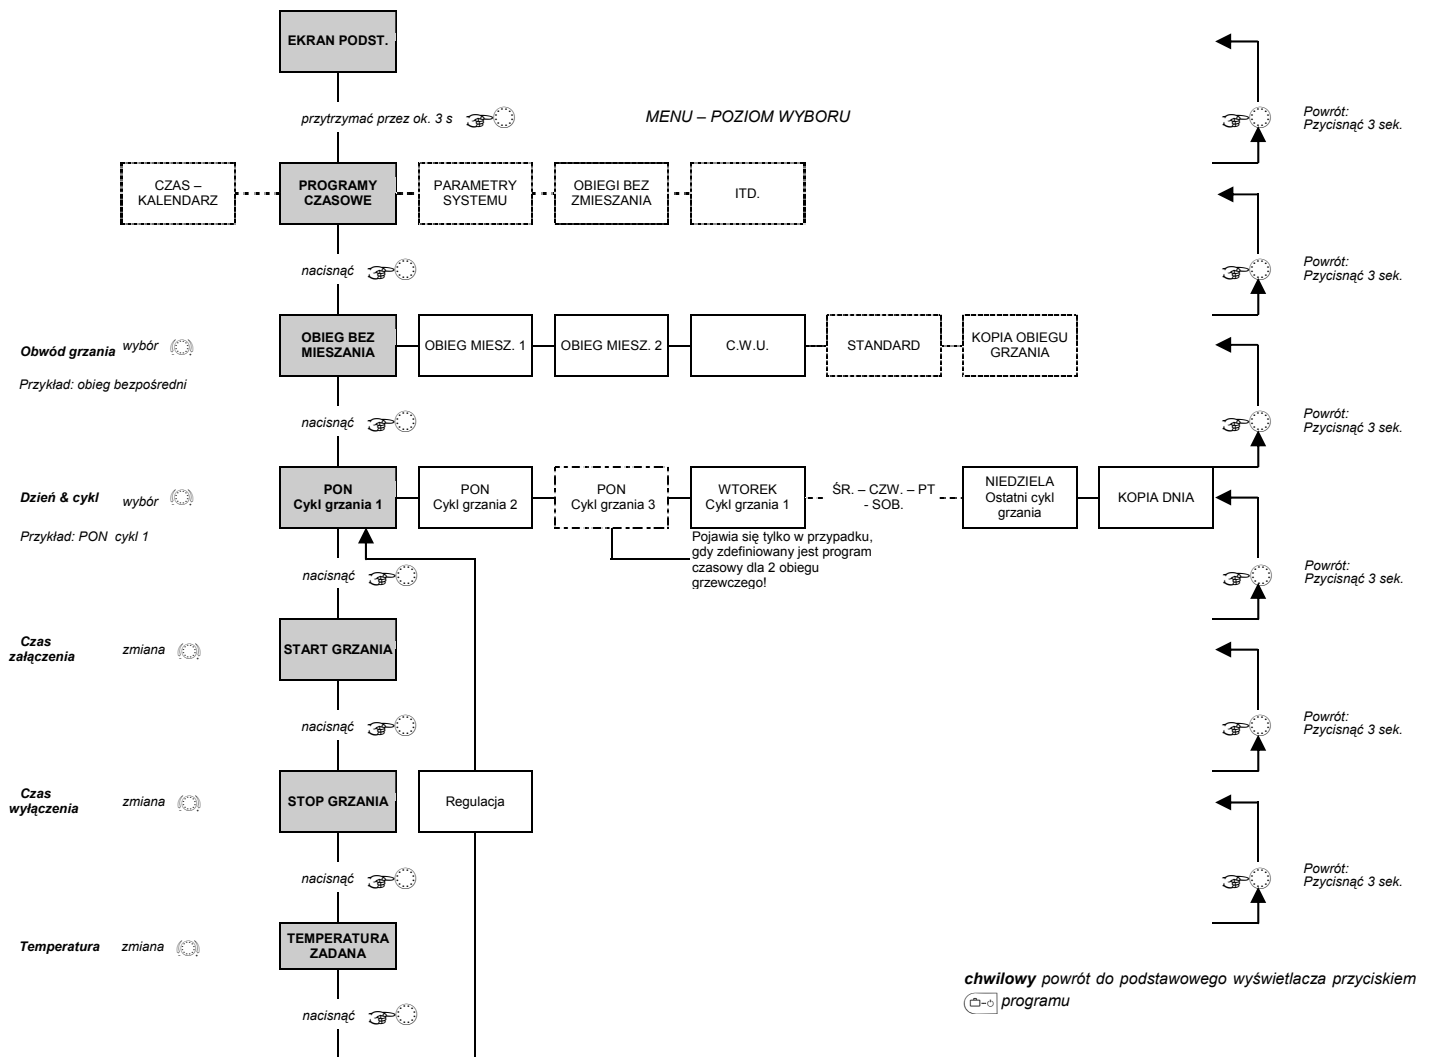 EKRAN PODST.
przytrzymać przez ok. 3 s
MENU – POZIOM WYBORU
Powrót:
Pzycisnąć 3 sek.
CZAS –
KALENDARZ
PROGRAMY
CZASOWE
PARAMETRY
SYSTEMU
OBIEGI BEZ
ZMIESZANIA
ITD.
nacisnąć
Powrót:
Pzycisnąć 3 sek.
Obwód grzania wybór
Przykład: obieg bezpośredni
OBIEG BEZ
MIESZANIA
OBIEG MIESZ. 1
OBIEG MIESZ. 2
C.W.U.
STANDARD
KOPIA OBIEGU
GRZANIA
nacisnąć
Powrót:
Pzycisnąć 3 sek.
Dzień & cykl wybór
Przykład: PON cykl 1
PON
Cykl grzania 1
PON
Cykl grzania 2
PON
Cykl grzania 3
WTOREK
Cykl grzania 1
ŚR. – CZW. – PT
- SOB.
NIEDZIELA
Ostatni cykl
grzania
KOPIA DNIA
Pojawia się tylko w przypadku,
gdy zdefiniowany jest program
czasowy dla 2 obiegu
grzewczego!
nacisnąć
Powrót:
Pzycisnąć 3 sek.
Czas
załączenia
zmiana
START GRZANIA
nacisnąć
Powrót:
Pzycisnąć 3 sek.
Czas
wyłączenia
zmiana
STOP GRZANIA
Regulacja
nacisnąć
Powrót:
Pzycisnąć 3 sek.
Temperatura zmiana
TEMPERATURA
ZADANA
nacisnąć
chwilowy powrót do podstawowego wyświetlacza przyciskiem
programu